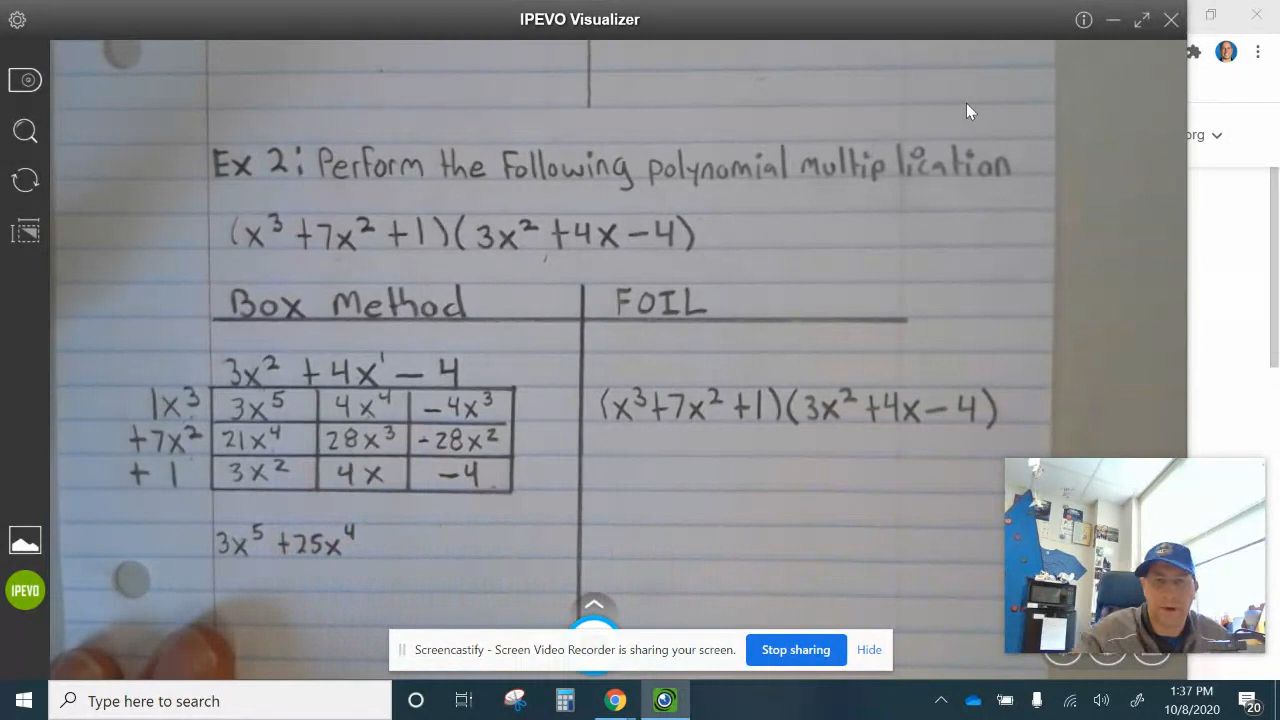 IPEVO Visualizer
org
Ex 2: Perform the Following polynomial multiplication
(x³ +7x² +1)(3x² +4x -4)
Box Method
FOIL
3x² +4x¹ - 4
1x³ 3x⁵ 4x⁴ -4x³
+7x² 21x⁴ 28x³ -28x²
+ 1 3x² 4x -4
(x³+7x² +1)(3x² +4x - 4)
3x⁵ +25x⁴
IPEVO
Screencastify - Screen Video Recorder is sharing your screen.
Stop sharing
Hide
Type here to search
1:37 PM
10/8/2020
20